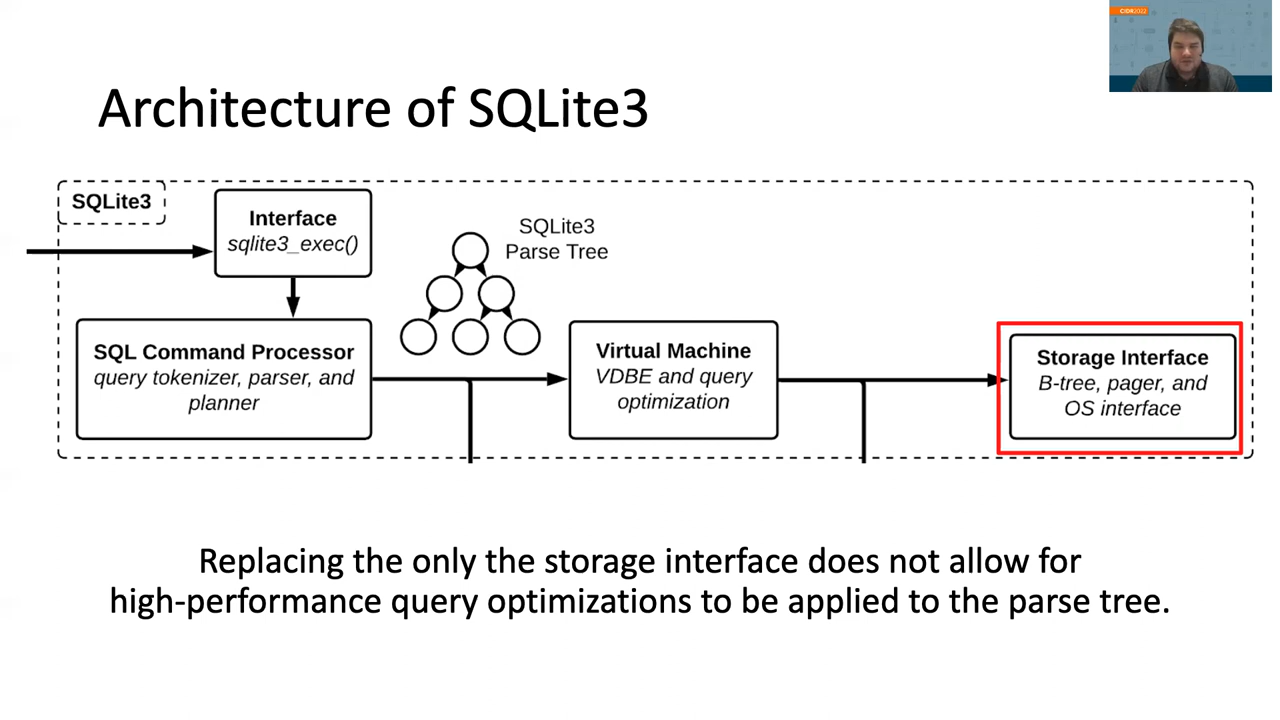 CIDR2022
Architecture of SQLite3
SQLite3
Interface
sqlite3_exec()
SQLite3
Parse Tree
SQL Command Processor
query tokenizer, parser, and
planner
Virtual Machine
VDBE and query
optimization
Storage Interface
B-tree, pager, and
OS interface
Replacing the only the storage interface does not allow for
high-performance query optimizations to be applied to the parse tree.